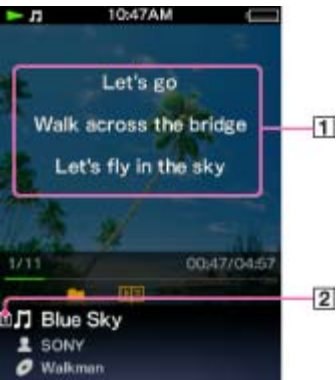 10:47AM
Let's go
Walk across the bridge
1
Let's fly in the sky
1/11
00:47/04:57
2
Blue Sky
SONY
Walkman